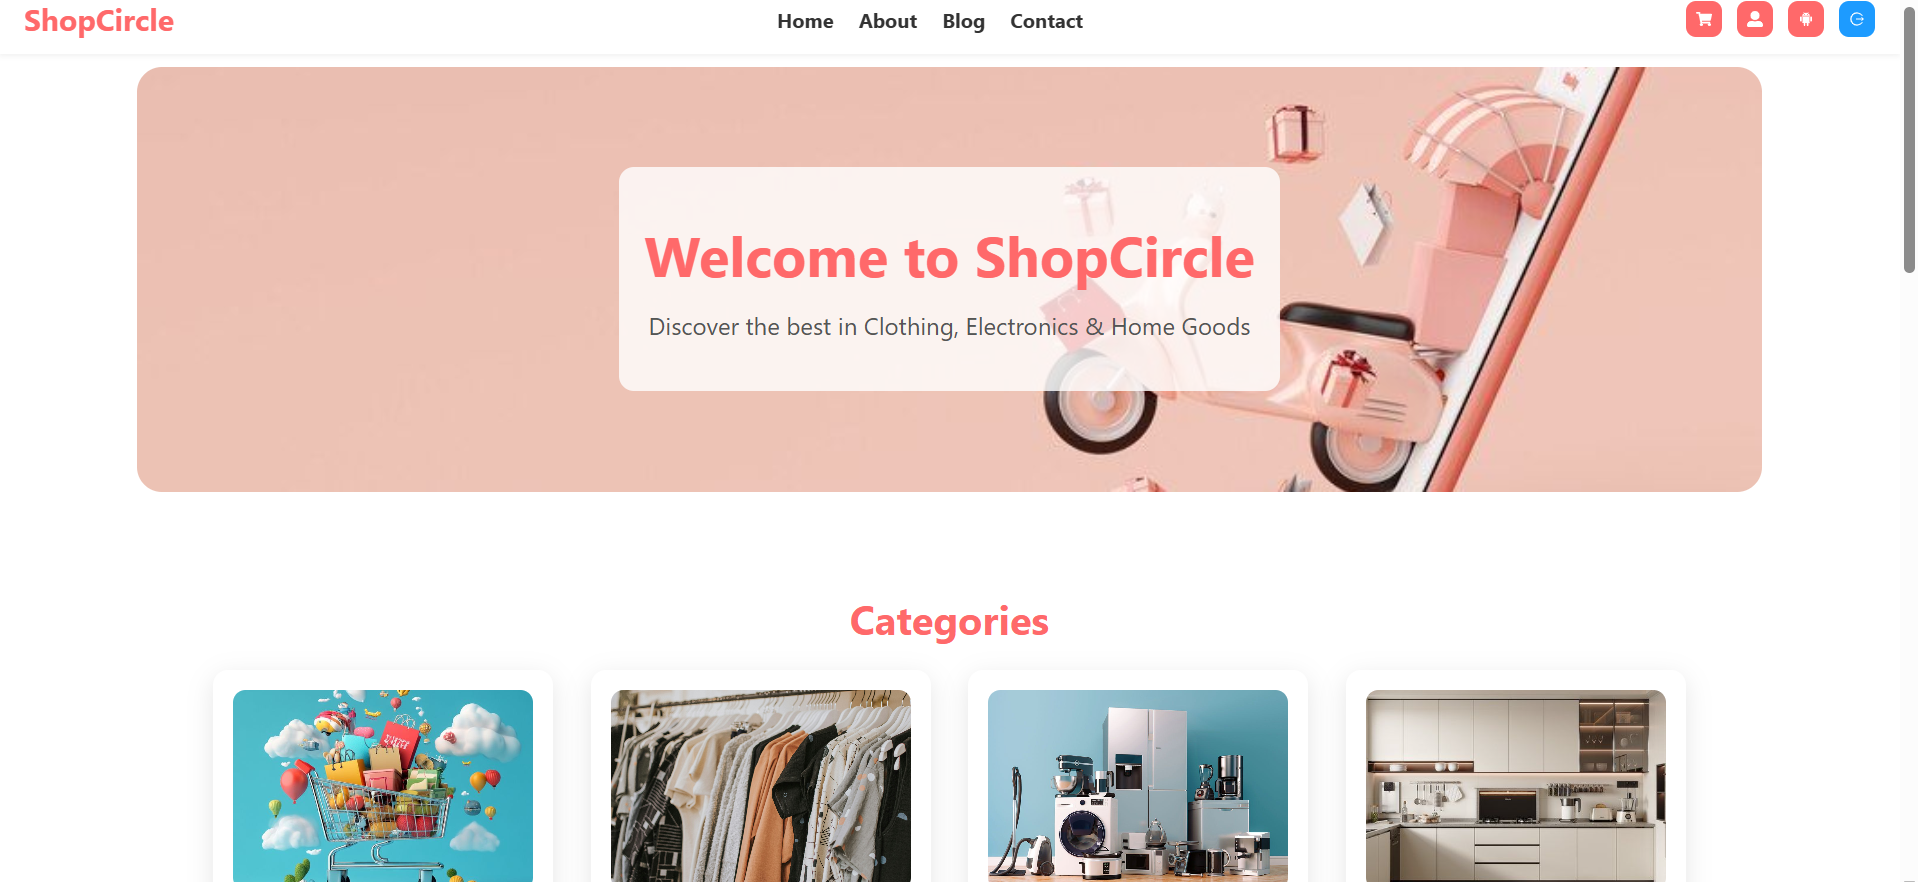 ShopCircle
Home About Blog Contact
Welcome to ShopCircle
Discover the best in Clothing, Electronics & Home Goods
Categories